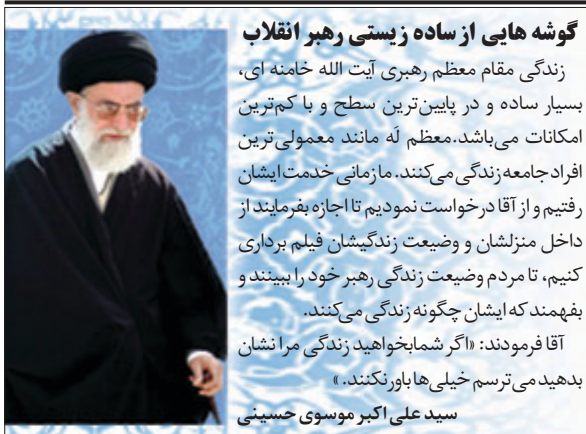 گوشه هایی از ساده زیستی رهبر انقلاب
زندگی مقام معظم رهبری آیت الله خامنه ای،
بسیار ساده و در پایین‌ترین سطح و با کم‌ترین
امکانات می‌باشد.معظم لَه مانند معمولی‌ترین
افراد جامعه زندگی می‌کنند. ما زمانی خدمت ایشان
رفتیم و از آقا درخواست نمودیم تا اجازه بفرمایند از
داخل منزلشان و وضیعت زندگیشان فیلم برداری
کنیم، تا مردم وضیعت زندگی رهبر خود را ببینند و
بفهمند که ایشان چگونه زندگی می‌کنند.
آقا فرمودند: «اگر شما بخواهید زندگی مرا نشان
بدهید می‌ترسم خیلی‌ها باور نکنند.»
سید علی اکبر موسوی حسینی